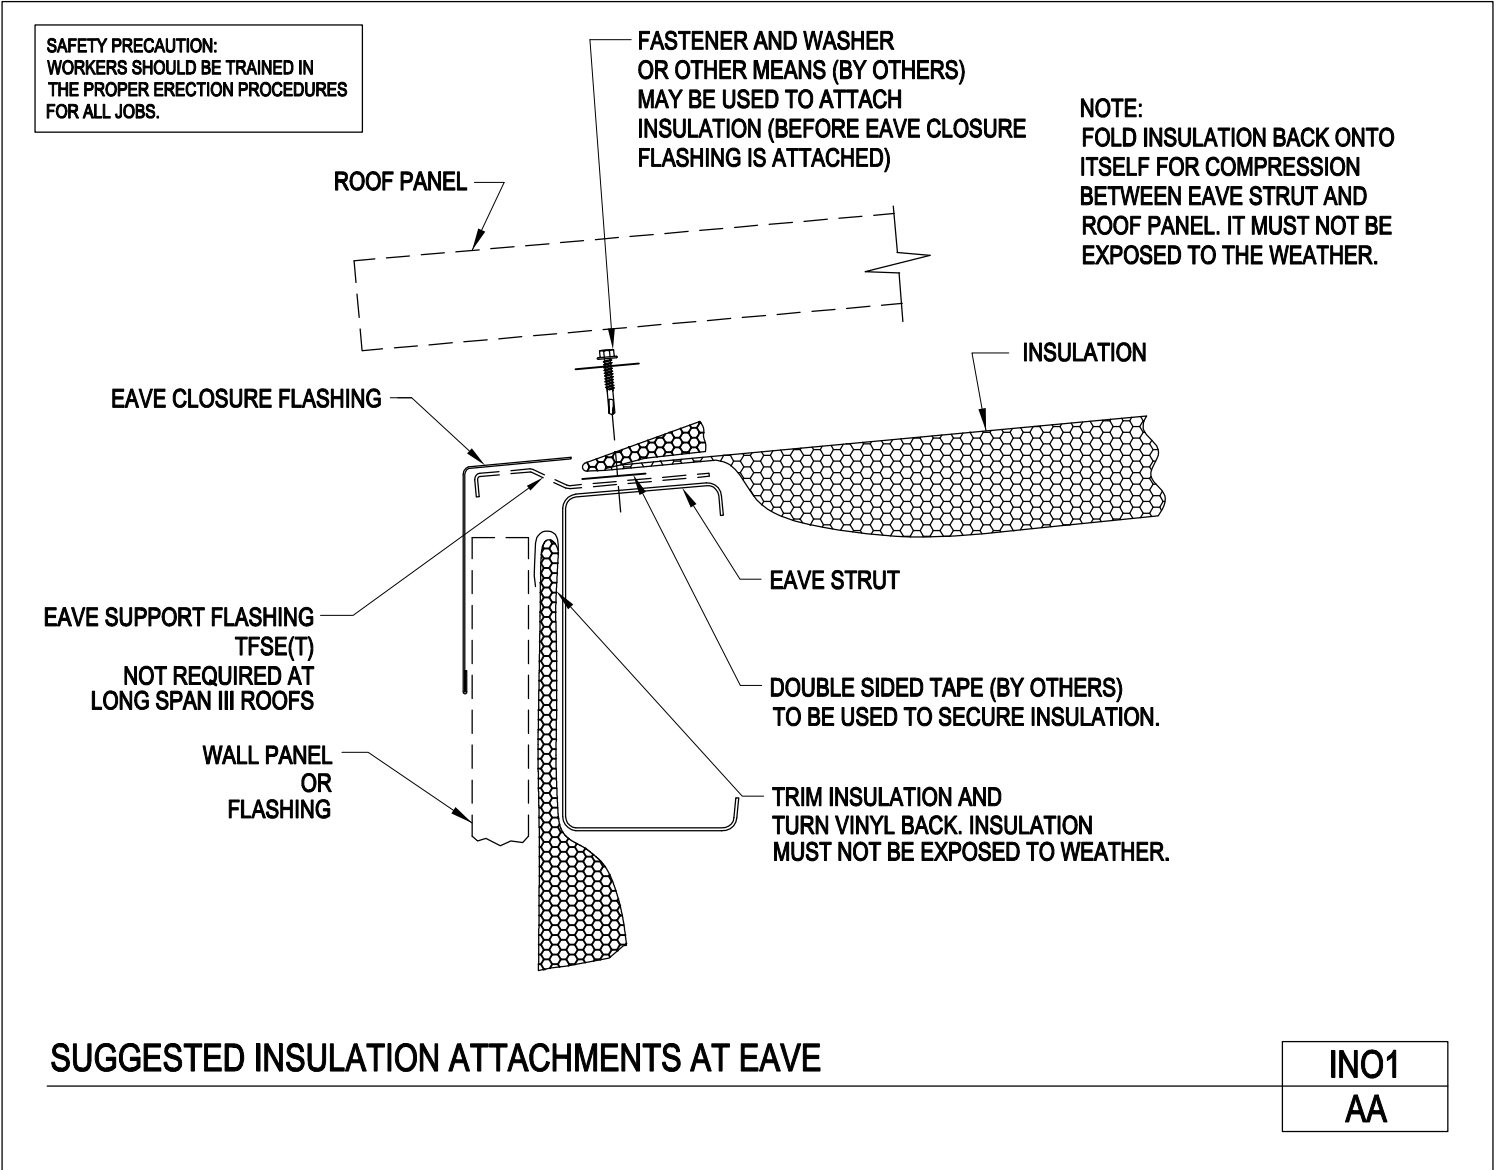 SAFETY PRECAUTION:
WORKERS SHOULD BE TRAINED IN
THE PROPER ERECTION PROCEDURES
FOR ALL JOBS.
FASTENER AND WASHER
OR OTHER MEANS (BY OTHERS)
MAY BE USED TO ATTACH
INSULATION (BEFORE EAVE CLOSURE
FLASHING IS ATTACHED)
NOTE:
FOLD INSULATION BACK ONTO
ITSELF FOR COMPRESSION
BETWEEN EAVE STRUT AND
ROOF PANEL. IT MUST NOT BE
EXPOSED TO THE WEATHER.
ROOF PANEL
INSULATION
EAVE CLOSURE FLASHING
EAVE STRUT
EAVE SUPPORT FLASHING
TFSE(T)
NOT REQUIRED AT
LONG SPAN III ROOFS
DOUBLE SIDED TAPE (BY OTHERS)
TO BE USED TO SECURE INSULATION.
WALL PANEL
OR
FLASHING
TRIM INSULATION AND
TURN VINYL BACK. INSULATION
MUST NOT BE EXPOSED TO WEATHER.
SUGGESTED INSULATION ATTACHMENTS AT EAVE
INO1
AA